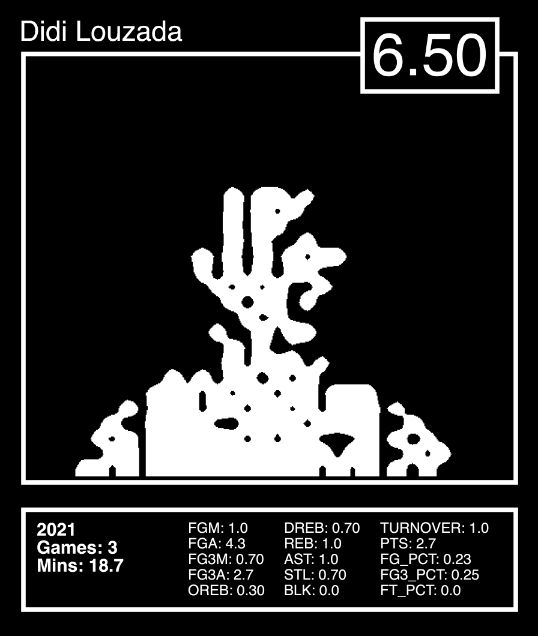 Didi Louzada
6.50
2021
Games: 3
Mins: 18.7
FGM: 1.0
FGA: 4.3
FG3M: 0.70
FG3A: 2.7
OREB: 0.30
DREB: 0.70
REB: 1.0
AST: 1.0
STL: 0.70
BLK: 0.0
TURNOVER: 1.0
PTS: 2.7
FG_PCT: 0.23
FG3_PCT: 0.25
FT_PCT: 0.0